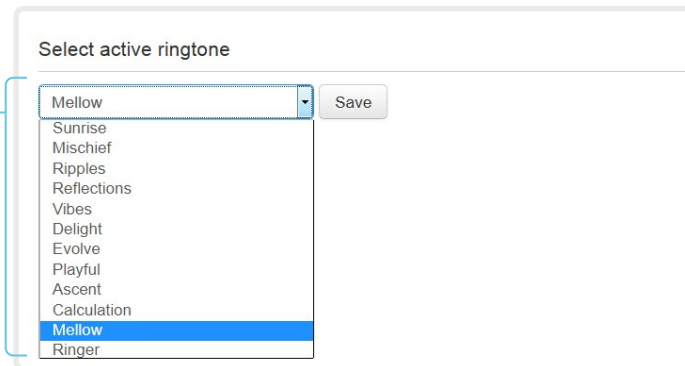 Select active ringtone
Mellow
Save
Sunrise
Mischief
Ripples
Reflections
Vibes
Delight
Evolve
Playful
Ascent
Calculation
Mellow
Ringer